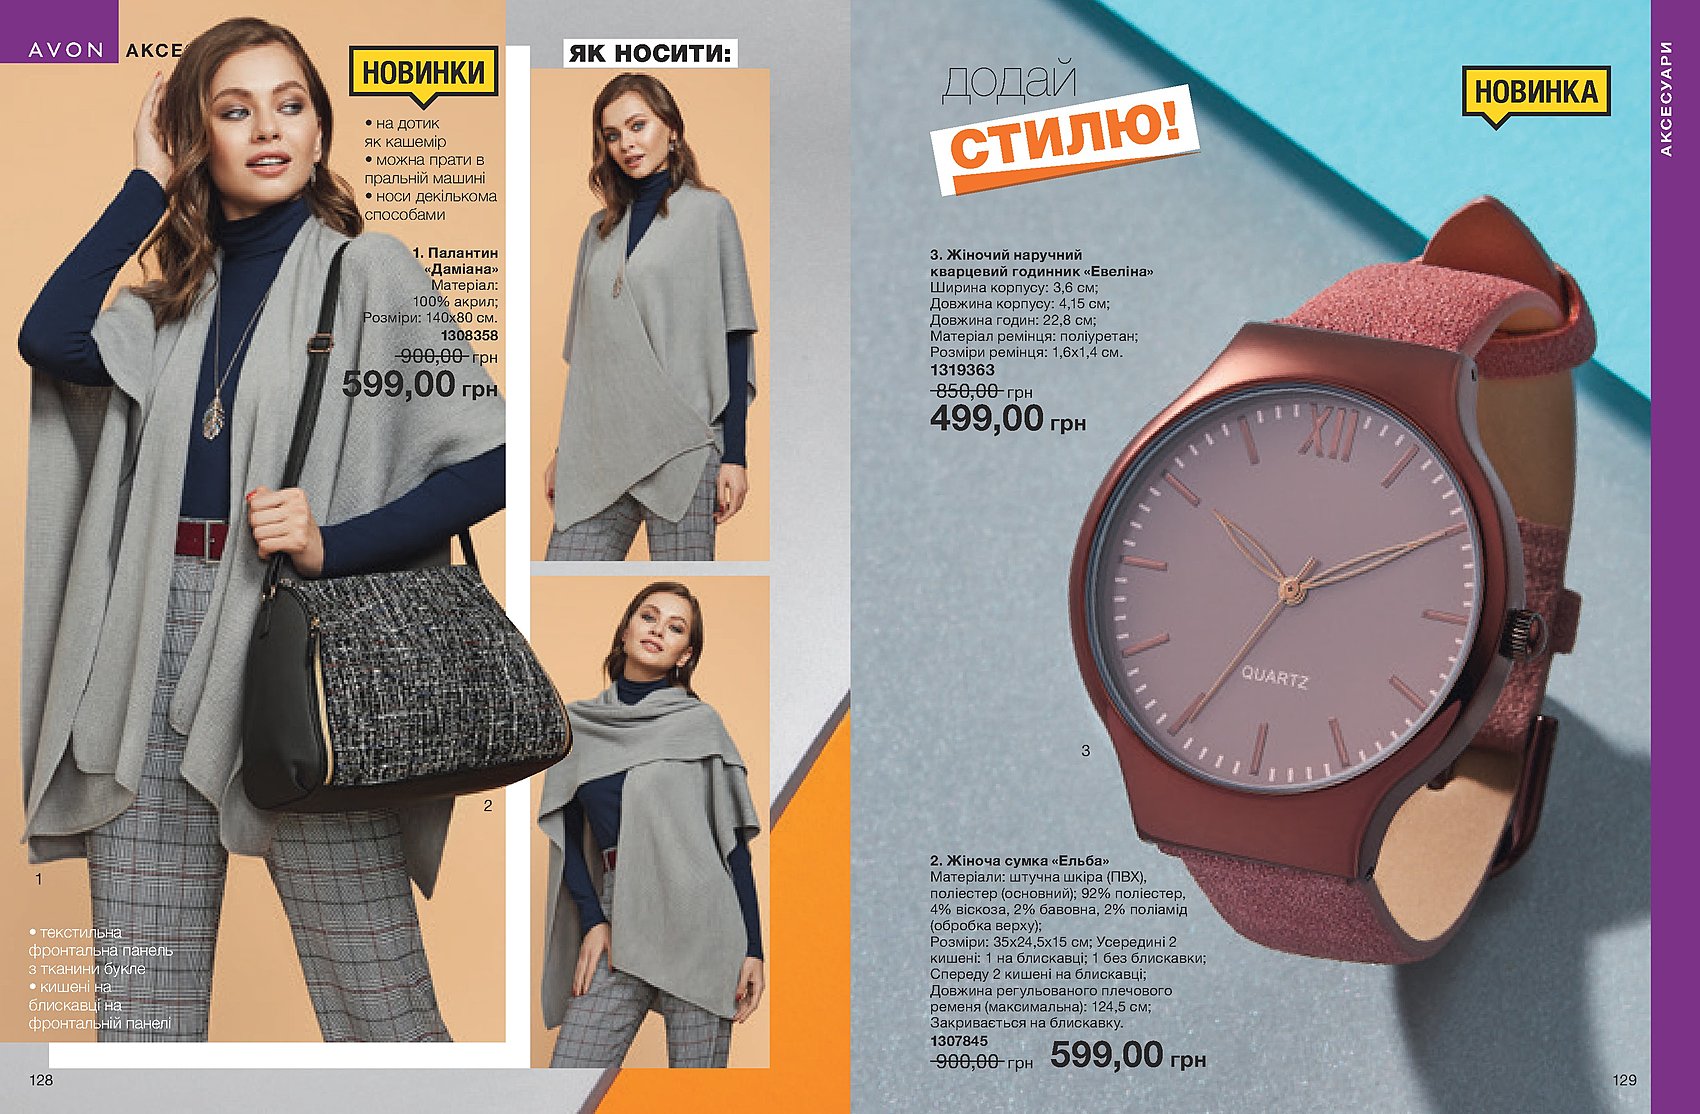 AVON
АКСЕ
НОВИНКИ
• на дотик
як кашемір
• можна прати в
пральній машині
• носи декількома
способами
1. Палантин
«Даміана»
Матеріал:
100% акрил;
Розміри: 140х80 см.
1308358
900,00 грн
599,00 грн
2
1
• текстильна
фронтальна панель
з тканини букле
• кишені на
блискавці на
фронтальній панелі
128
ЯК НОСИТИ:
додай
СТИЛЮ!
НОВИНКА
АКСЕСУАРИ
3. Жіночий наручний
кварцевий годинник «Евеліна»
Ширина корпусу: 3,6 см;
Довжина корпусу: 4,15 см;
Довжина годин: 22,8 см;
Матеріал ремінця: поліуретан;
Розміри ремінця: 1,6х1,4 см.
1319363
850,00 грн
499,00 грн
XII
QUARTZ
3
2. Жіноча сумка «Ельба»
Матеріали: штучна шкіра (ПВХ),
поліестер (основний); 92% поліестер,
4% віскоза, 2% бавовна, 2% поліамід
(обробка верху);
Розміри: 35х24,5х15 см; Усередині 2
кишені: 1 на блискавці; 1 без блискавки;
Спереду 2 кишені на блискавці;
Довжина регульованого плечового
ременя (максимальна): 124,5 см;
Закривається на блискавку.
1307845
900,00 грн 599,00 грн
129